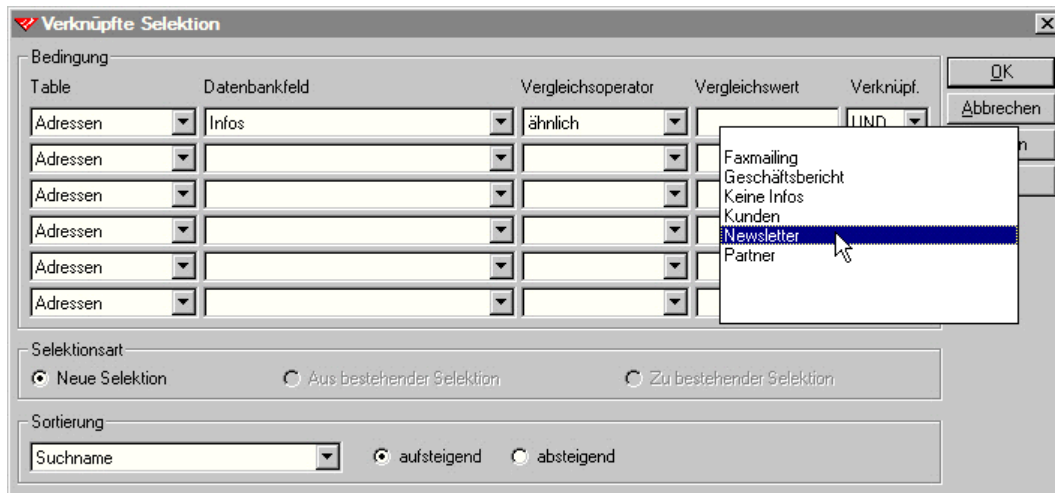 Verknüpfte Selektion
Bedingung
Table Datenbankfeld Vergleichsoperator Vergleichswert Verknüpf.
Adressen Infos ähnlich UND
Adressen
Adressen
Adressen
Adressen
Adressen
Faxmailing
Geschäftsbericht
Keine Infos
Kunden
Newsletter
Partner
OK
Abbrechen
Selektionsart
Neue Selektion Aus bestehender Selektion Zu bestehender Selektion
Sortierung
Suchname aufsteigend absteigend